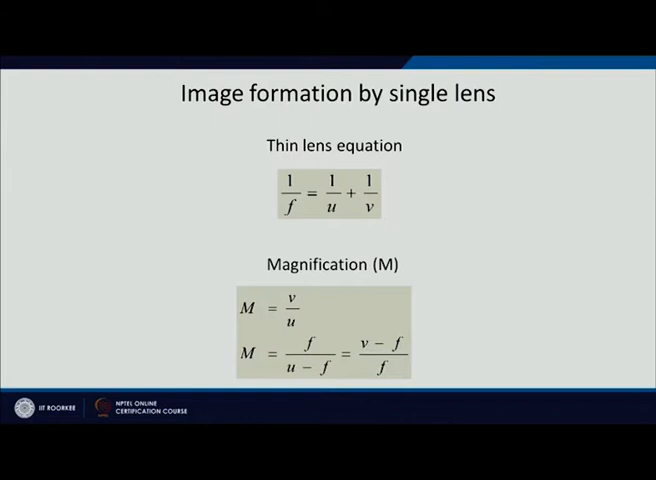 Image formation by single lens
Thin lens equation
1/f = 1/u + 1/v
Magnification (M)
M = v/u
M = f/(u − f) = (v − f)/f
IIT ROORKEE
NPTEL ONLINE
CERTIFICATION COURSE